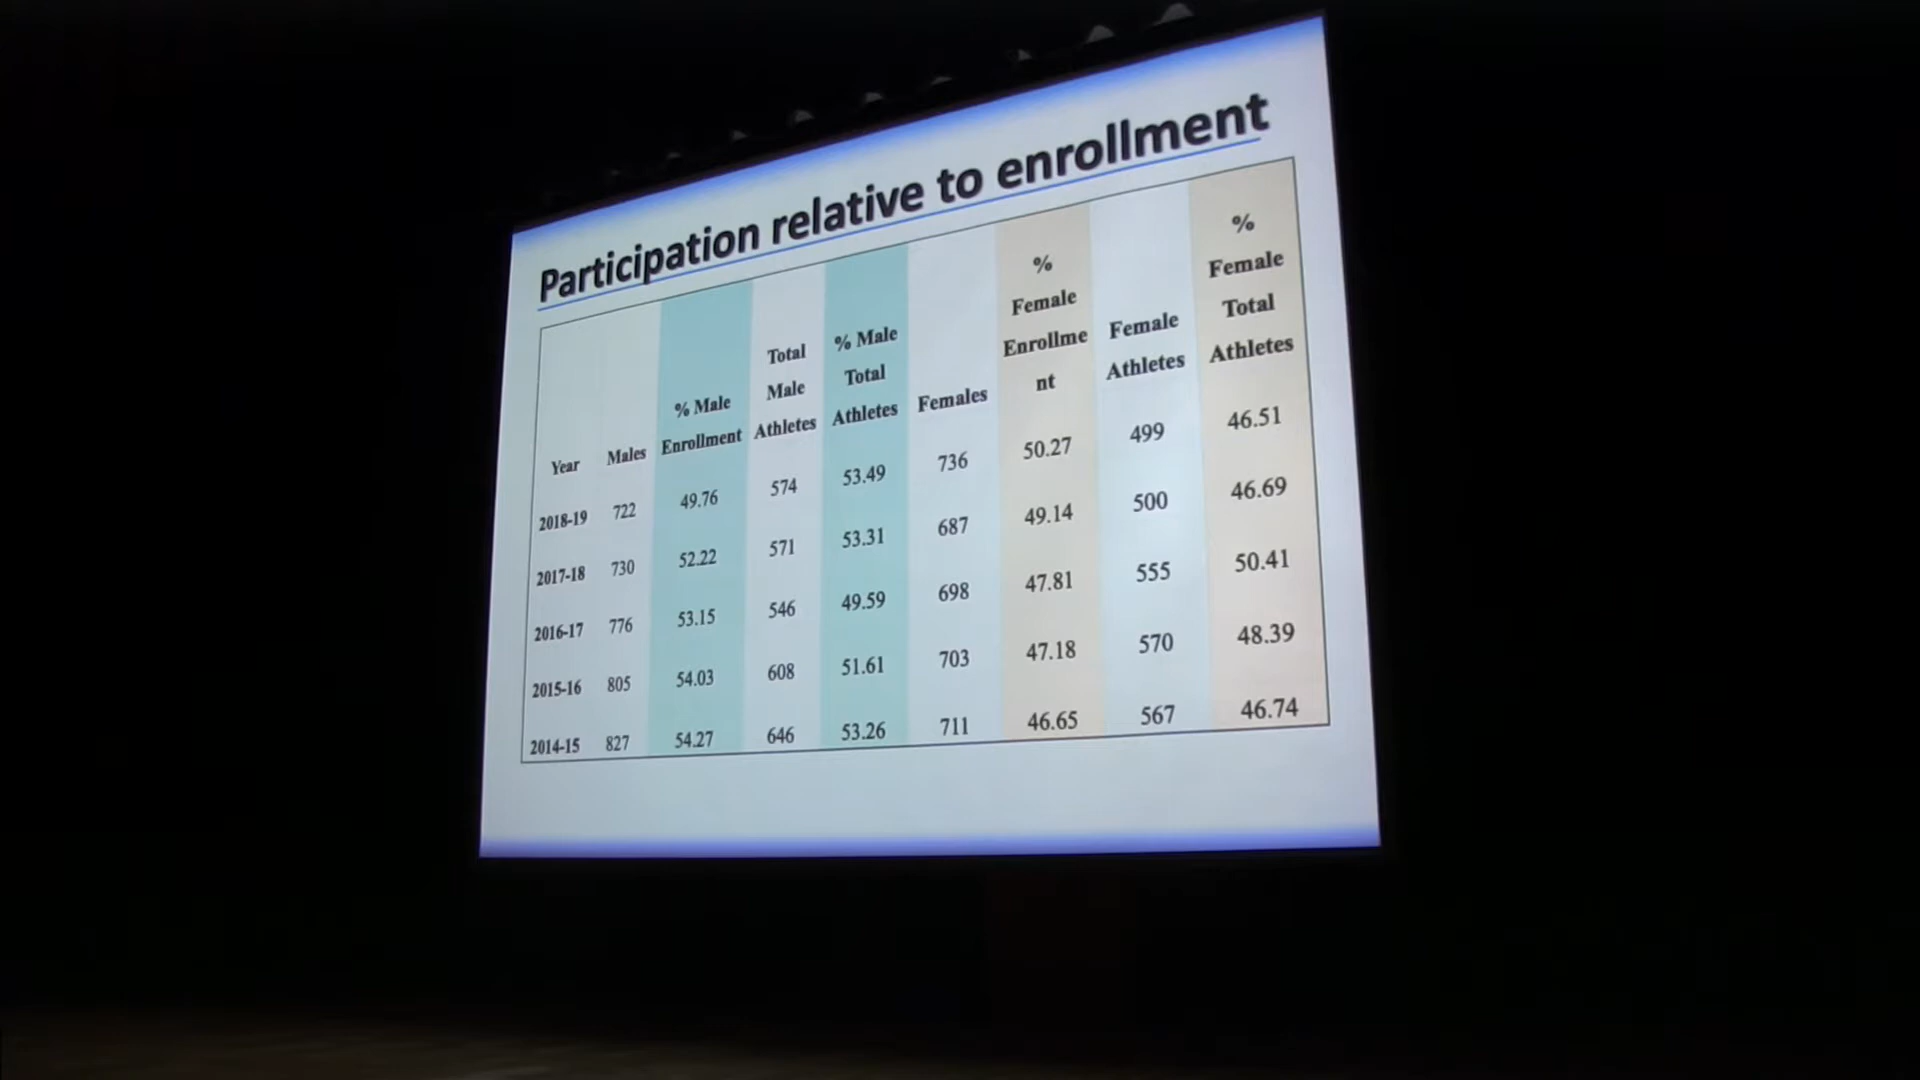 Participation relative to enrollment
Year Males % Male Enrollment Total Male Athletes % Male Total Athletes Females % Female Enrollme nt Female Athletes % Female Total Athletes
2018-19 722 49.76 574 53.49 736 50.27 499 46.51
2017-18 730 52.22 571 53.31 687 49.14 500 46.69
2016-17 776 53.15 546 49.59 698 47.81 555 50.41
2015-16 805 54.03 608 51.61 703 47.18 570 48.39
2014-15 827 54.27 646 53.26 711 46.65 567 46.74